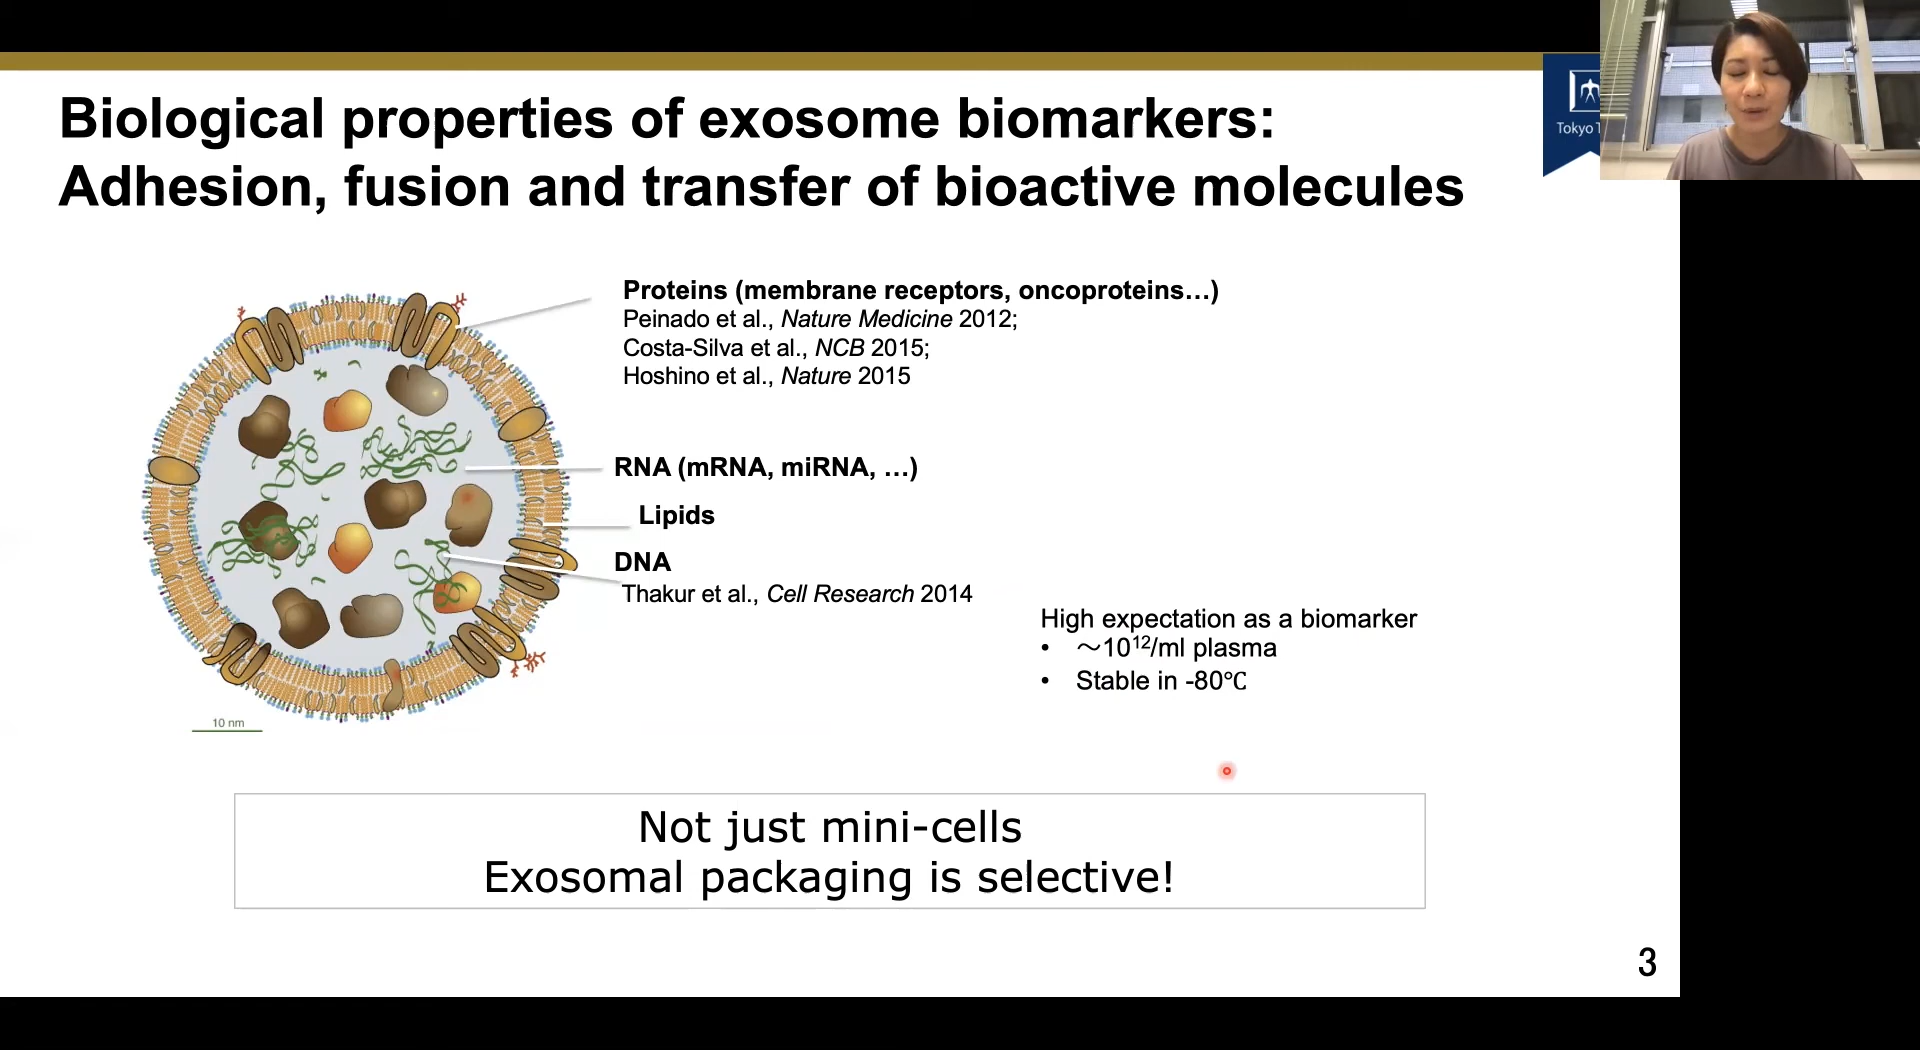 Biological properties of exosome biomarkers:
Adhesion, fusion and transfer of bioactive molecules
Tokyo T
Proteins (membrane receptors, oncoproteins…)
Peinado et al., Nature Medicine 2012;
Costa-Silva et al., NCB 2015;
Hoshino et al., Nature 2015
RNA (mRNA, miRNA, …)
Lipids
DNA
Thakur et al., Cell Research 2014
High expectation as a biomarker
• ～10¹²/ml plasma
• Stable in -80℃
10 nm
Not just mini-cells
Exosomal packaging is selective!
3